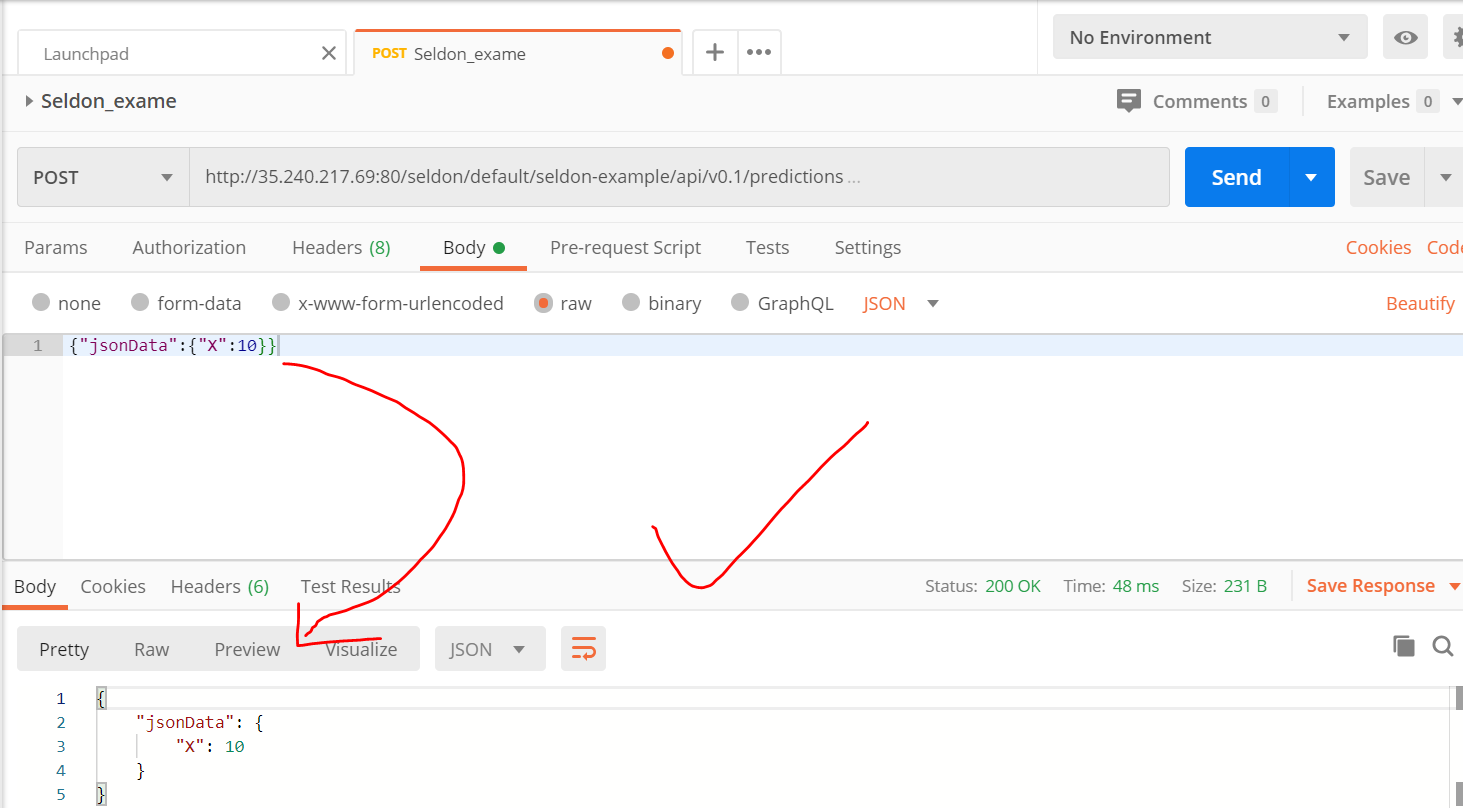 Launchpad
POST Seldon_exame
No Environment
Seldon_exame
Comments 0
Examples 0
POST
http://35.240.217.69:80/seldon/default/seldon-example/api/v0.1/predictions ...
Send
Save
Params Authorization Headers (8) Body Pre-request Script Tests Settings
Cookies Code
none form-data x-www-form-urlencoded raw binary GraphQL JSON
Beautify
1 {"jsonData":{"X":10}}
Body Cookies Headers (6) Test Results
Status: 200 OK Time: 48 ms Size: 231 B
Save Response
Pretty Raw Preview Visualize JSON
1 {
2 "jsonData": {
3 "X": 10
4 }
5 }